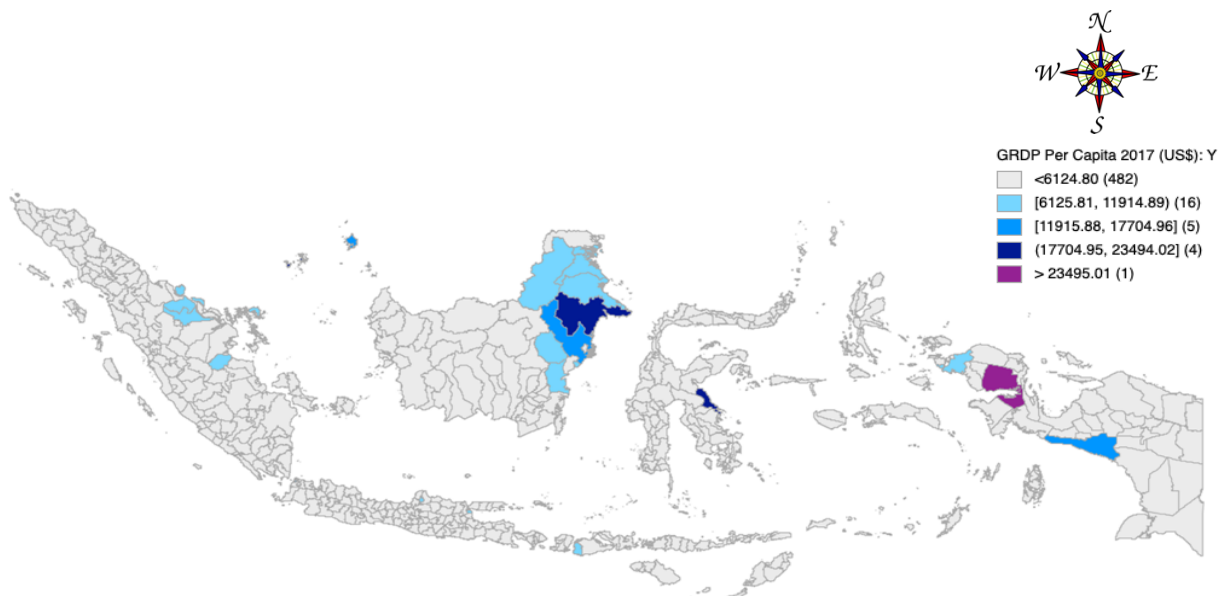 N
W E
S
GRDP Per Capita 2017 (US$): Y
<6124.80 (482)
[6125.81, 11914.89) (16)
[11915.88, 17704.96] (5)
(17704.95, 23494.02] (4)
> 23495.01 (1)